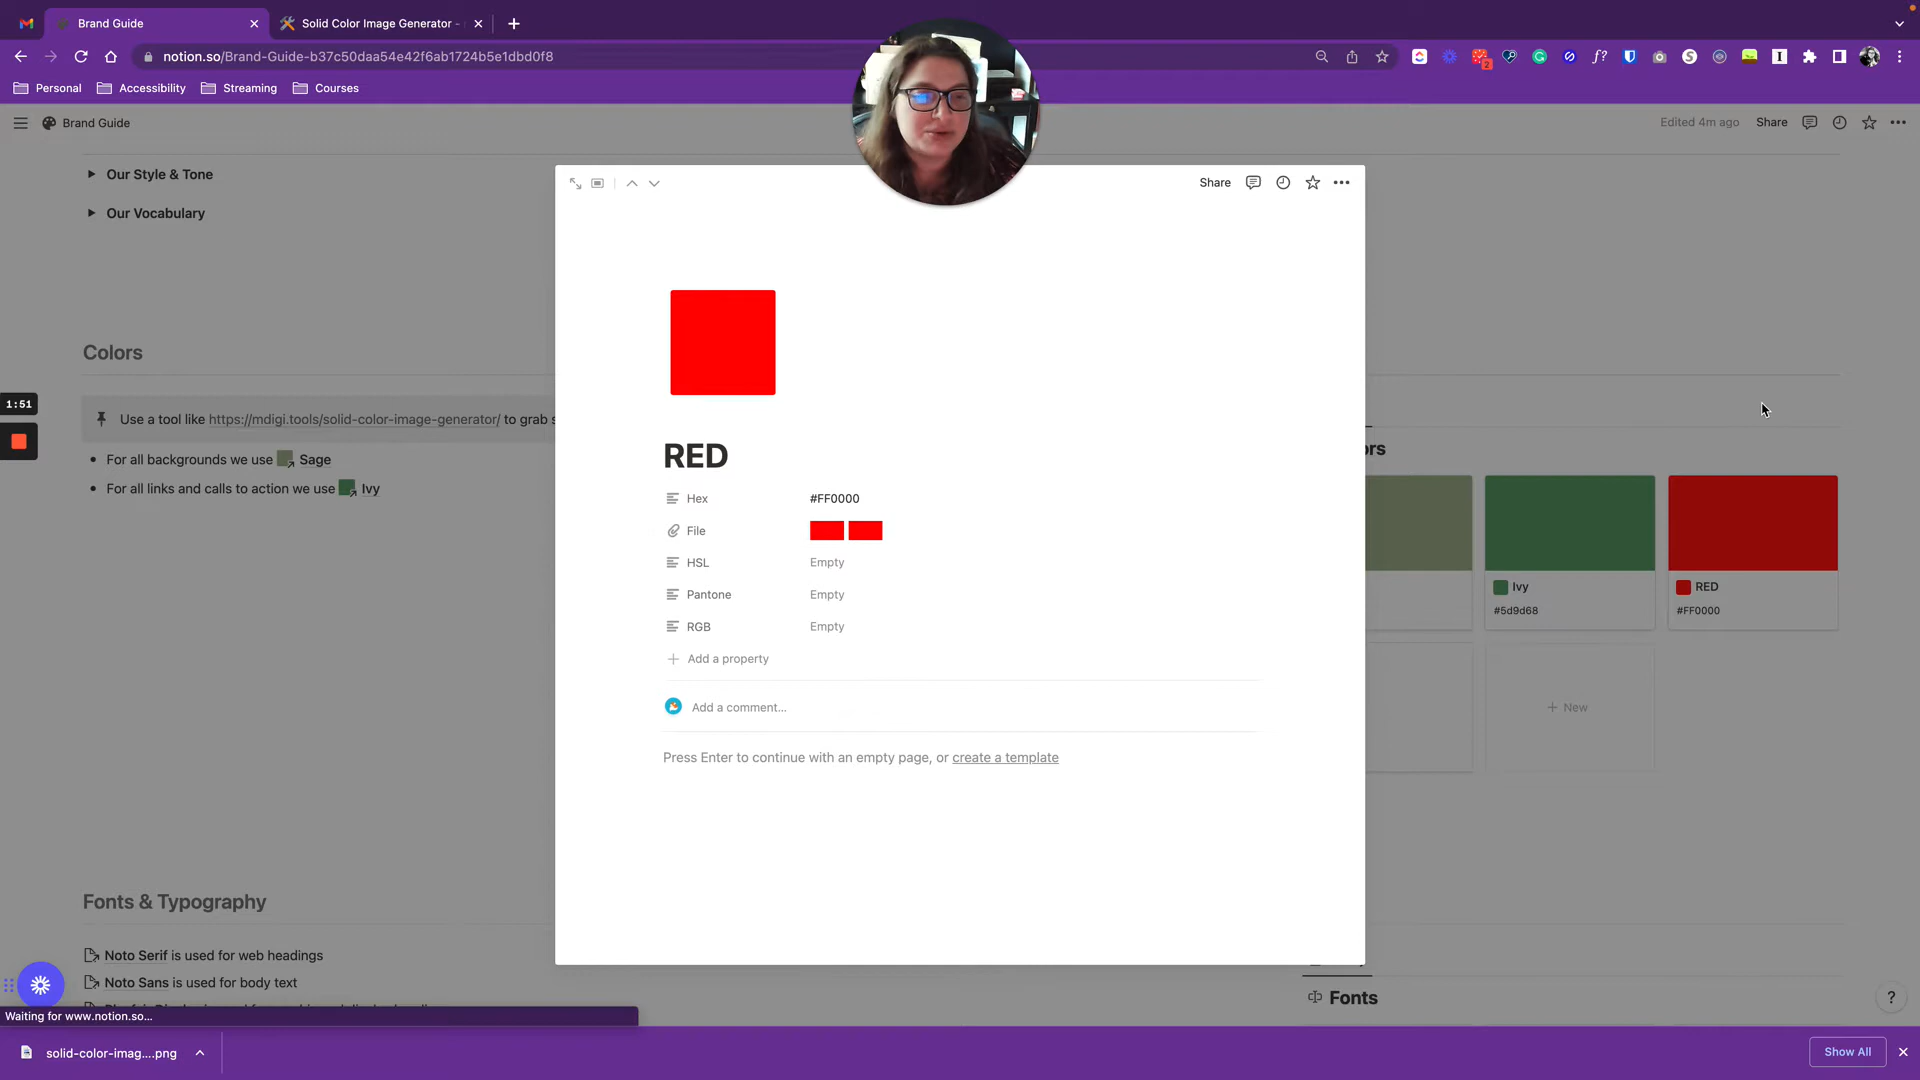 Brand Guide
Solid Color Image Generator -
notion.so/Brand-Guide-b37c50daa54e42f6ab1724b5e1dbd0f8
f?
2
Personal
Accessibility
Streaming
Courses
Brand Guide
Edited 4m ago
Share
Our Style & Tone
Our Vocabulary
Share
Colors
1:51
Use a tool like https://mdigi.tools/solid-color-image-generator/ to grab s
For all backgrounds we use Sage
For all links and calls to action we use Ivy
RED
Hex #FF0000
File
HSL Empty
Pantone Empty
RGB Empty
Add a property
Add a comment...
Press Enter to continue with an empty page, or create a template
ors
Ivy
#5d9d68
RED
#FF0000
+ New
Fonts & Typography
Noto Serif is used for web headings
Noto Sans is used for body text
Fonts
?
Waiting for www.notion.so...
solid-color-imag....png
Show All